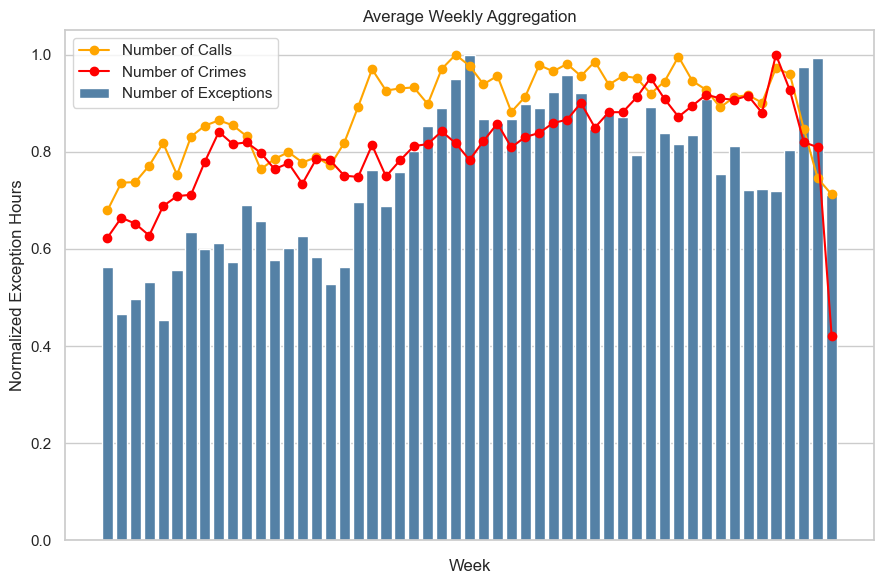 Average Weekly Aggregation
Number of Calls
Number of Crimes
Number of Exceptions
Normalized Exception Hours
1.0
0.8
0.6
0.4
0.2
0.0
Week